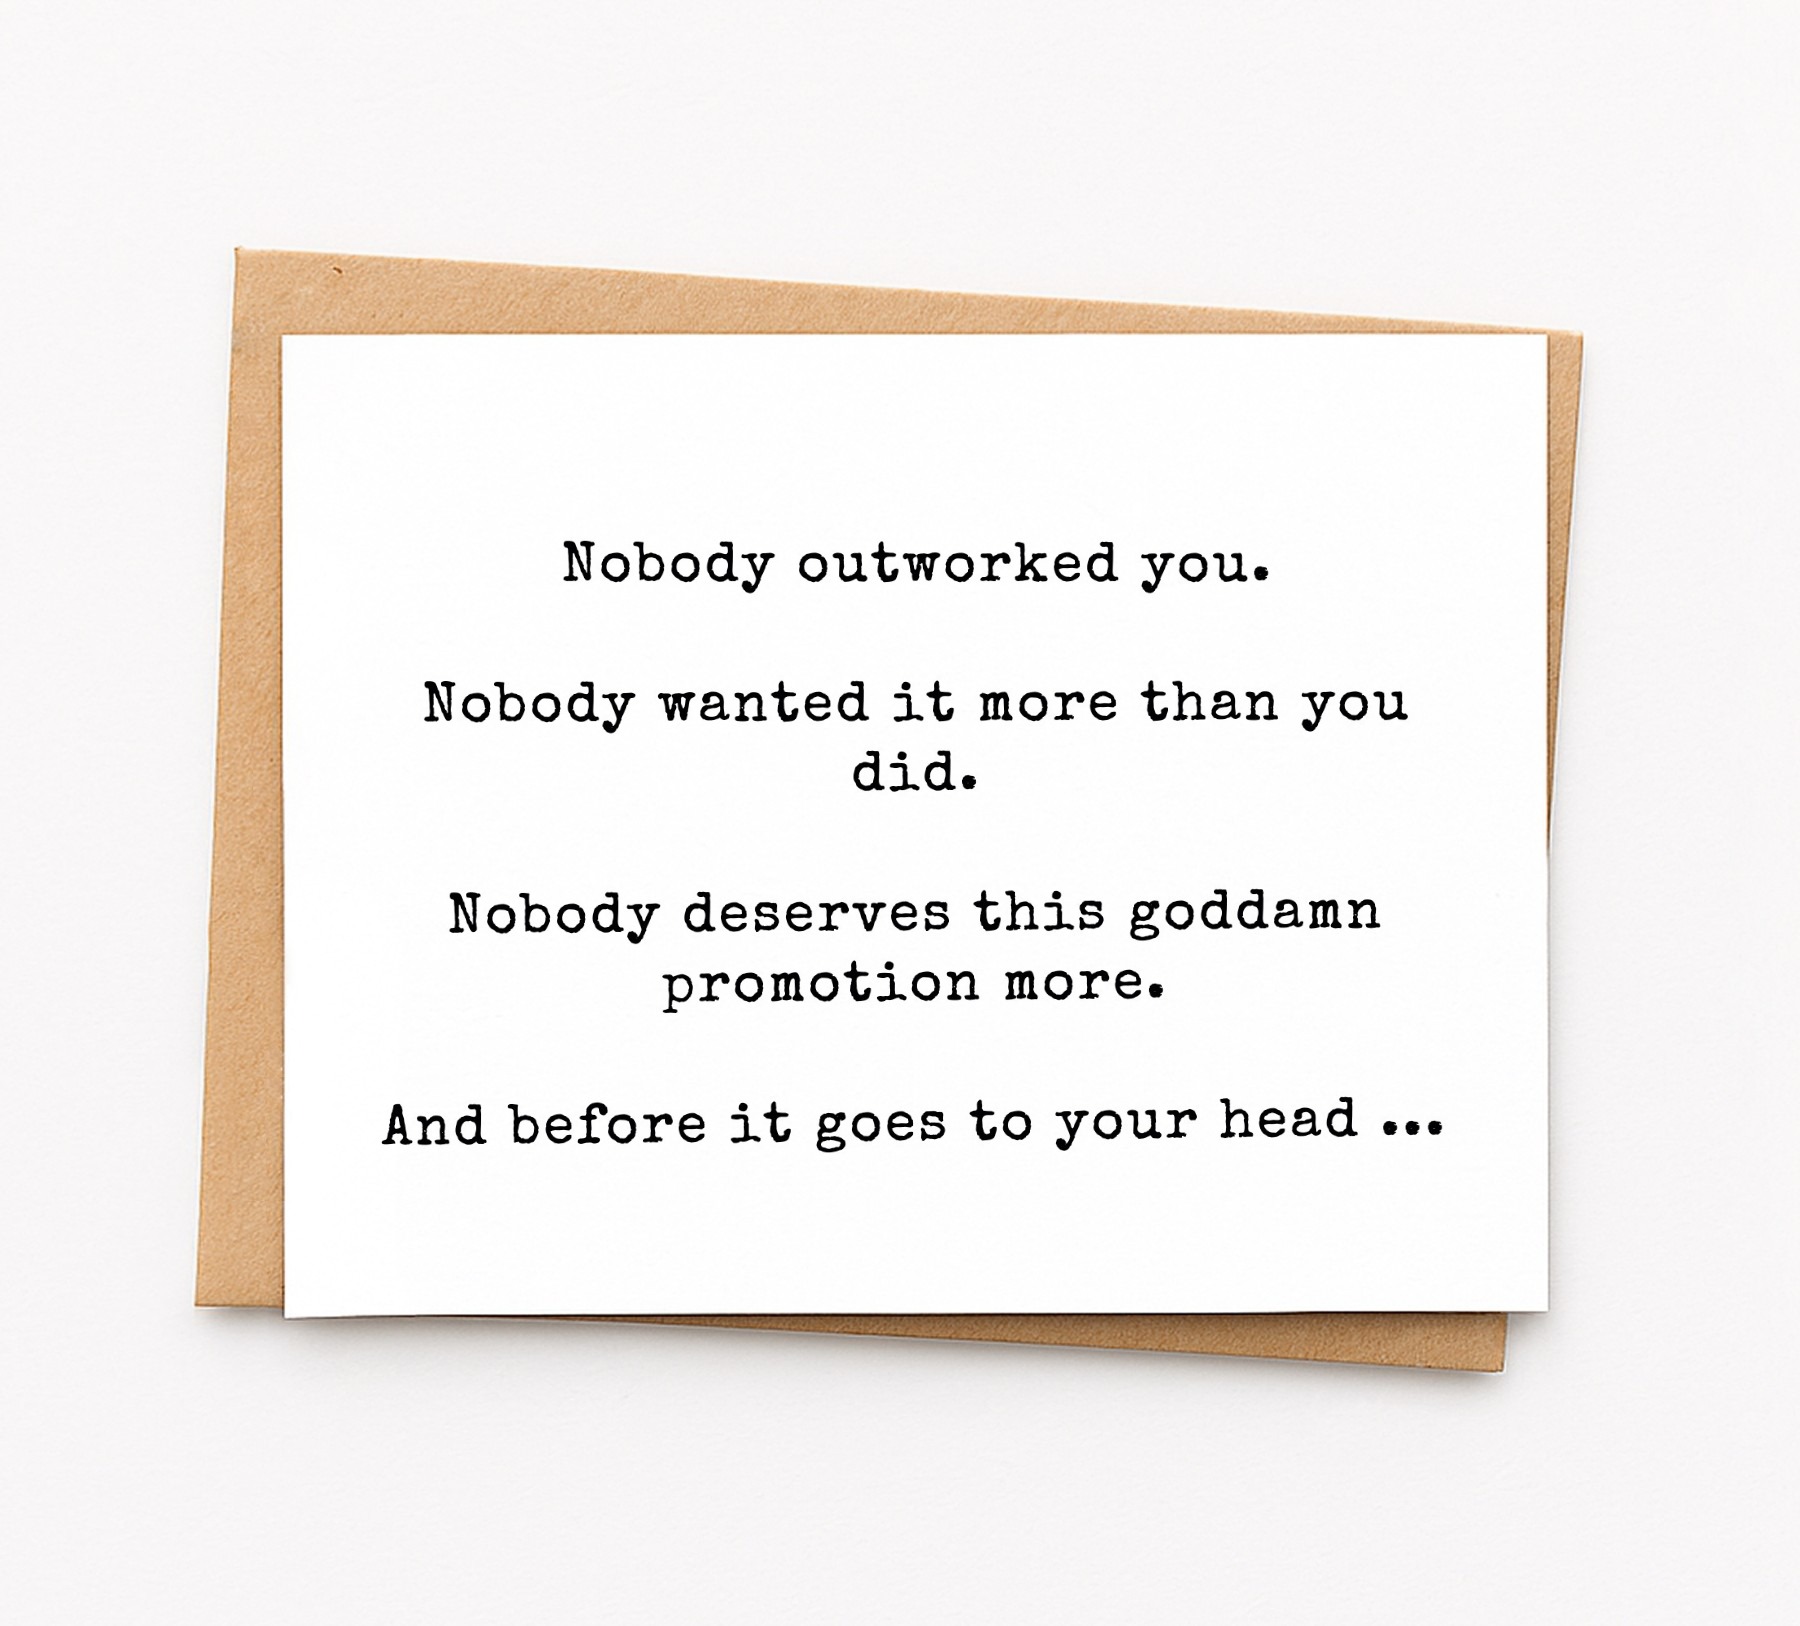 Nobody outworked you.
Nobody wanted it more than you
did.
Nobody deserves this goddamn
promotion more.
And before it goes to your head ...